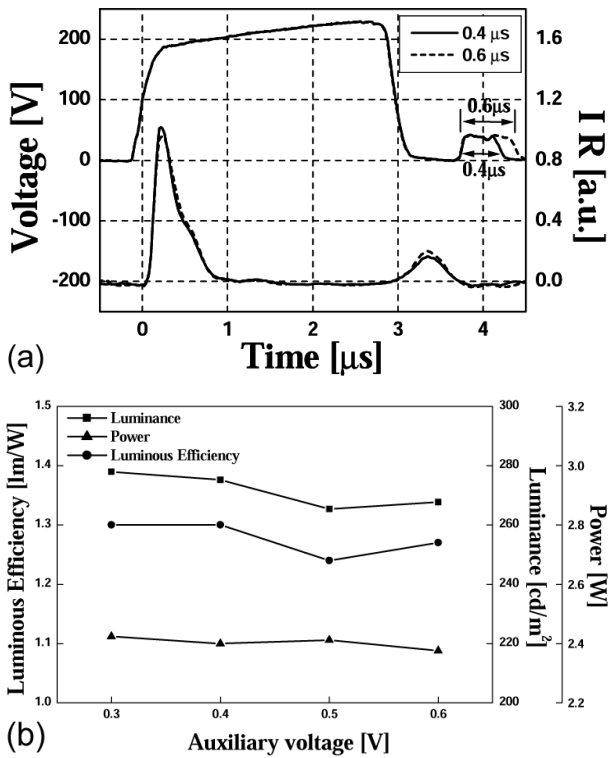 200
100
0
-100
-200
Voltage [V]
0.4 μs
0.6 μs
0.6μs
0.4μs
1.6
1.2
0.8
0.4
0.0
I R [a.u.]
0
1
2
3
4
Time [μs]
(a)
1.5
1.4
1.3
1.2
1.1
1.0
Luminous Efficiency [lm/W]
Luminance
Power
Luminous Efficiency
300
280
260
240
220
200
Luminance [cd/m²]
3.2
3.0
2.8
2.6
2.4
2.2
Power [W]
0.3
0.4
0.5
0.6
Auxiliary voltage [V]
(b)